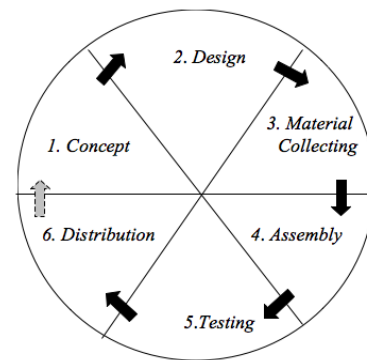 1. Concept
2. Design
3. Material
Collecting
4. Assembly
5.Testing
6. Distribution